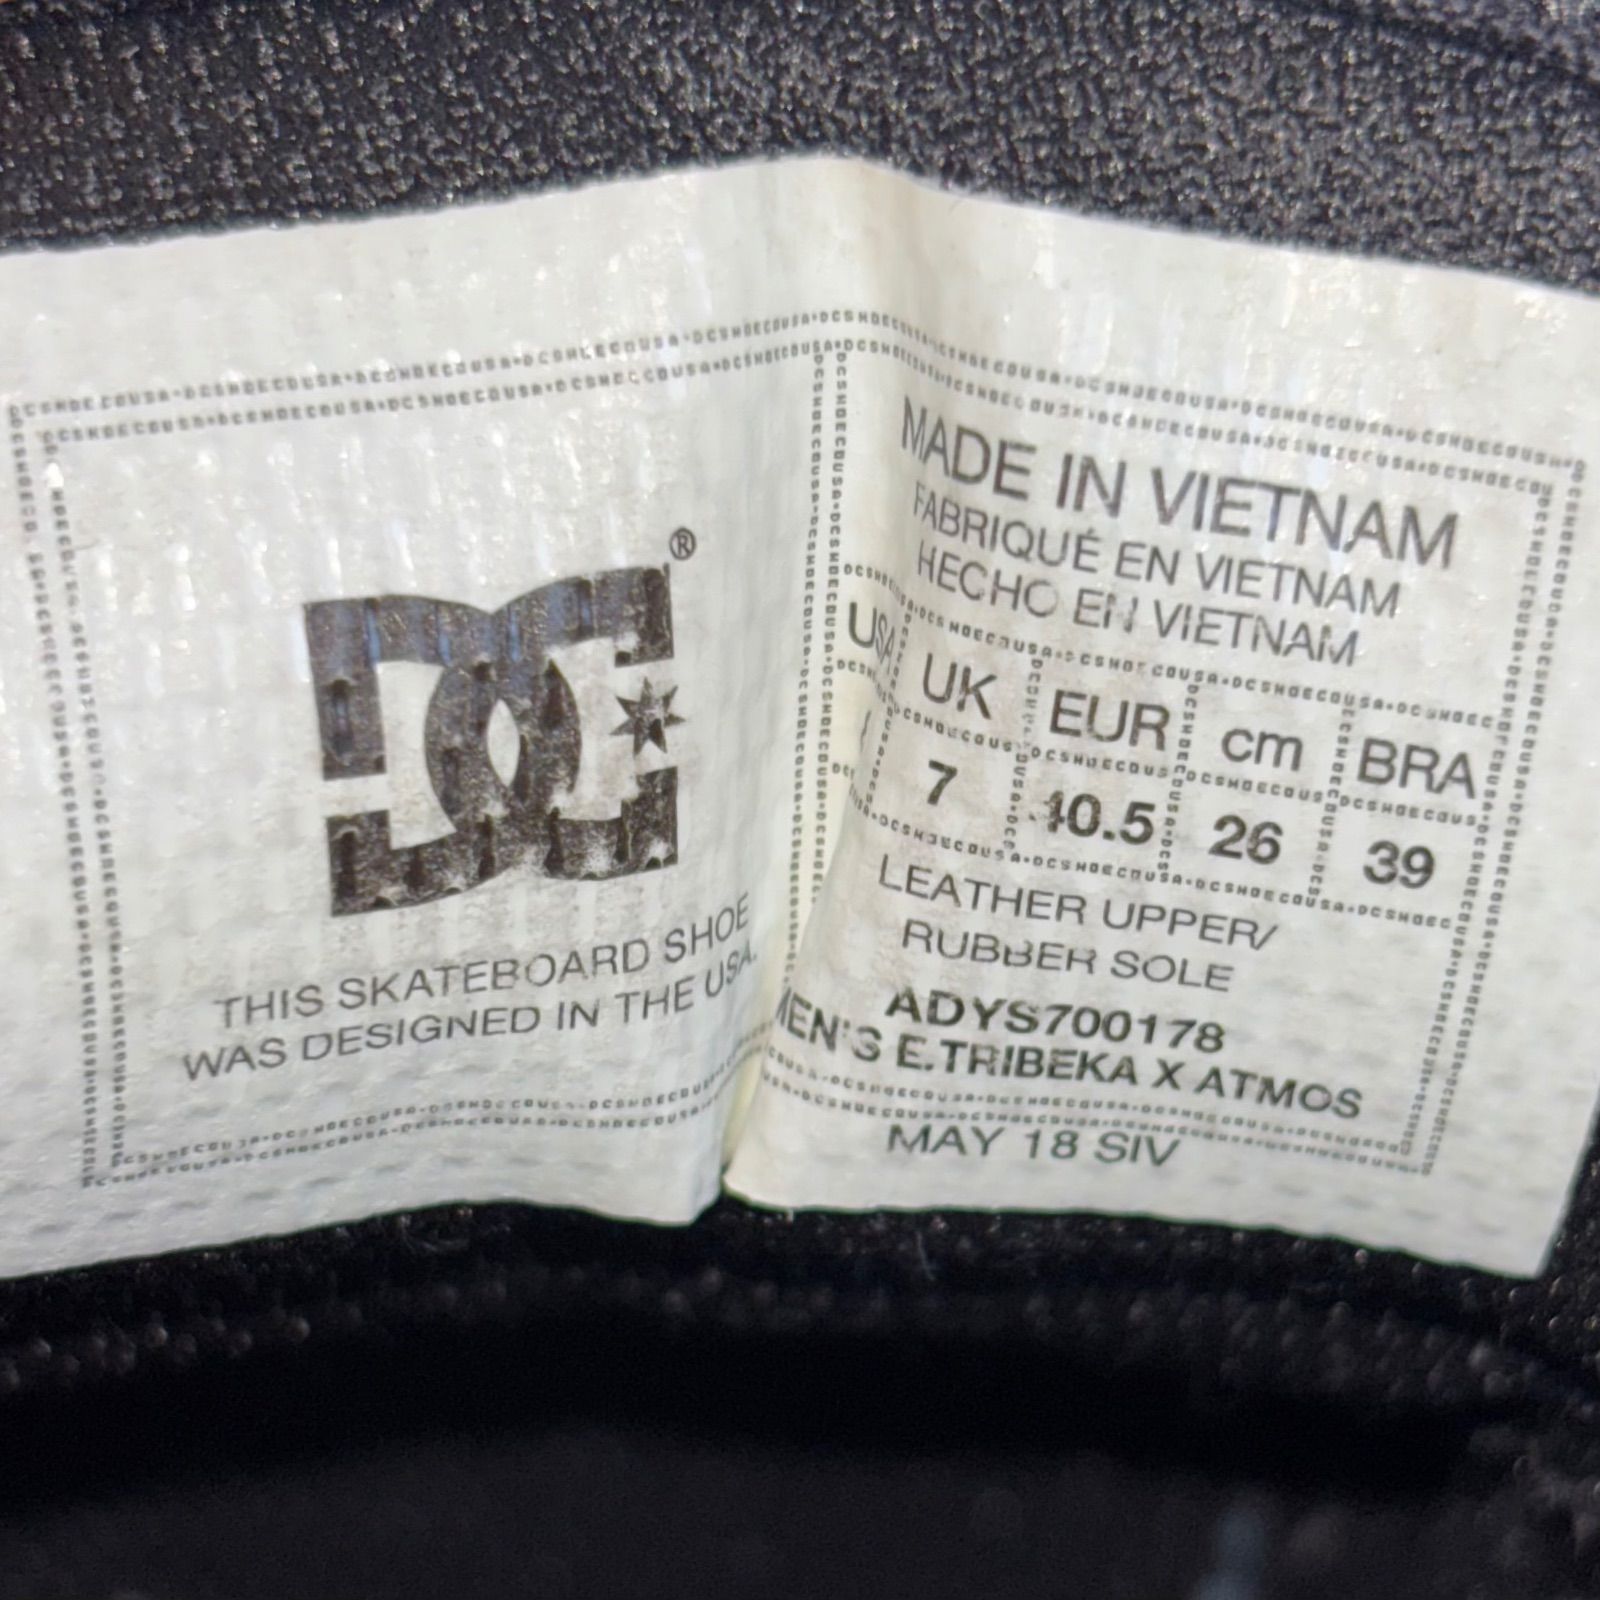 DC®
THIS SKATEBOARD SHOE
WAS DESIGNED IN THE USA.
MADE IN VIETNAM
FABRIQUÉ EN VIETNAM
HECHO EN VIETNAM
USA UK EUR cm BRA
7 40.5 26 39
LEATHER UPPER/
RUBBER SOLE
ADYS700178
MEN'S E.TRIBEKA X ATMOS
MAY 18 SIV